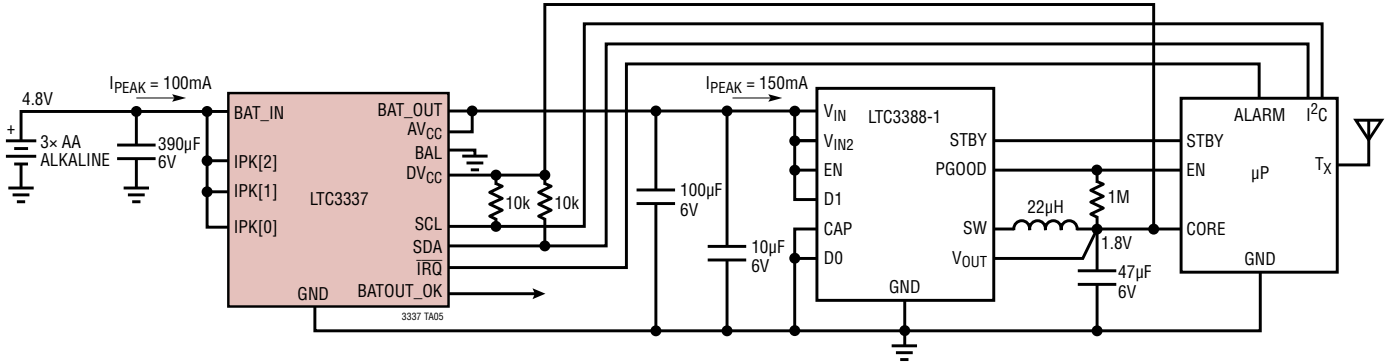 4.8V
I_PEAK = 100mA
+
3× AA
ALKALINE
390µF
6V
BAT_IN
IPK[2]
IPK[1]
IPK[0]
LTC3337
GND
BAT_OUT
AV_CC
BAL
DV_CC
SCL
SDA
IRQ
BATOUT_OK
3337 TA05
10k
10k
100µF
6V
10µF
6V
I_PEAK = 150mA
V_IN
V_IN2
EN
D1
CAP
D0
LTC3388-1
STBY
PGOOD
SW
V_OUT
GND
22µH
1M
1.8V
47µF
6V
ALARM
I²C
STBY
EN
µP
T_X
CORE
GND